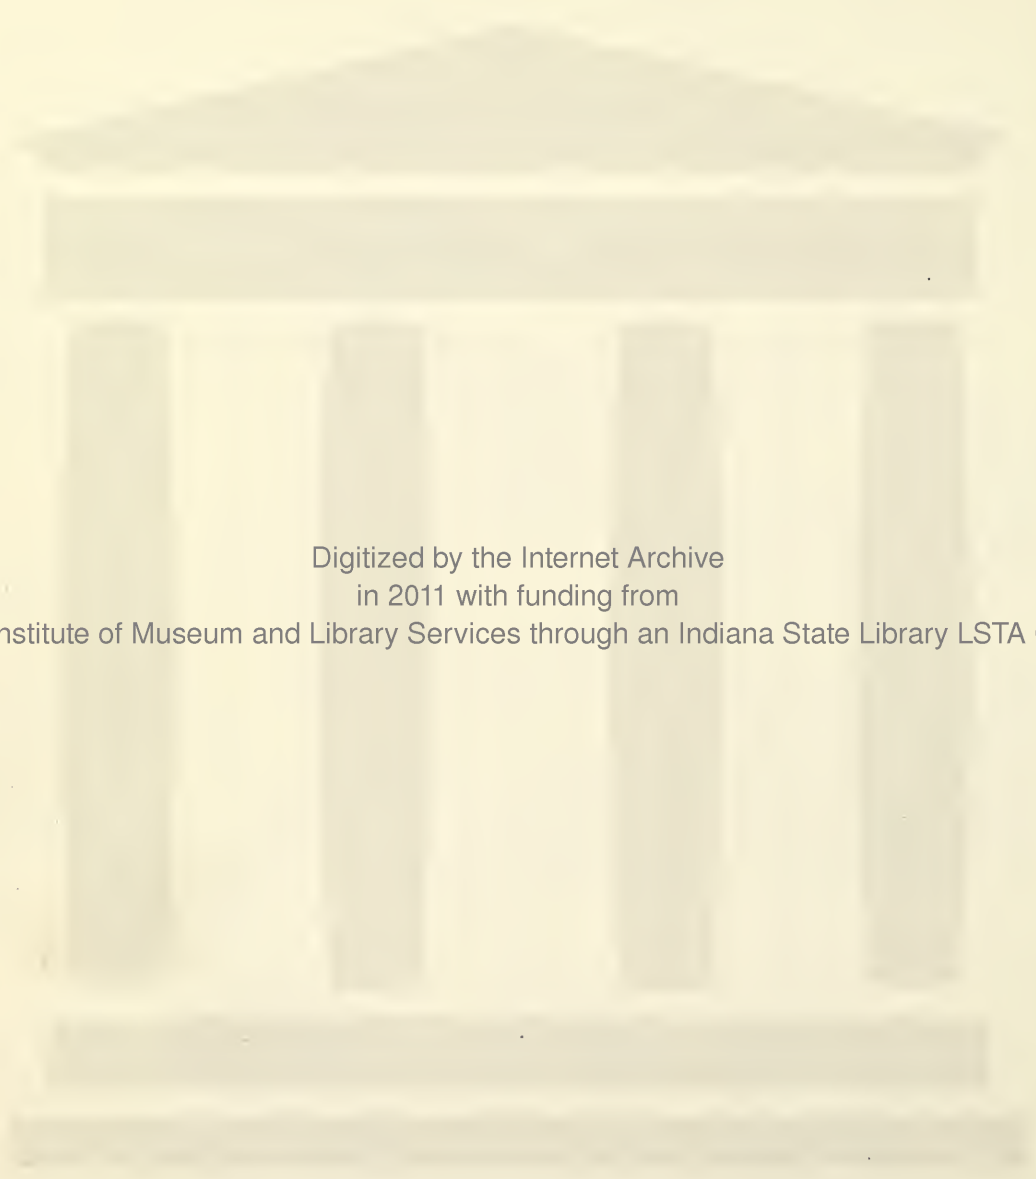 Digitized by the Internet Archive
in 2011 with funding from
nstitute of Museum and Library Services through an Indiana State Library LSTA